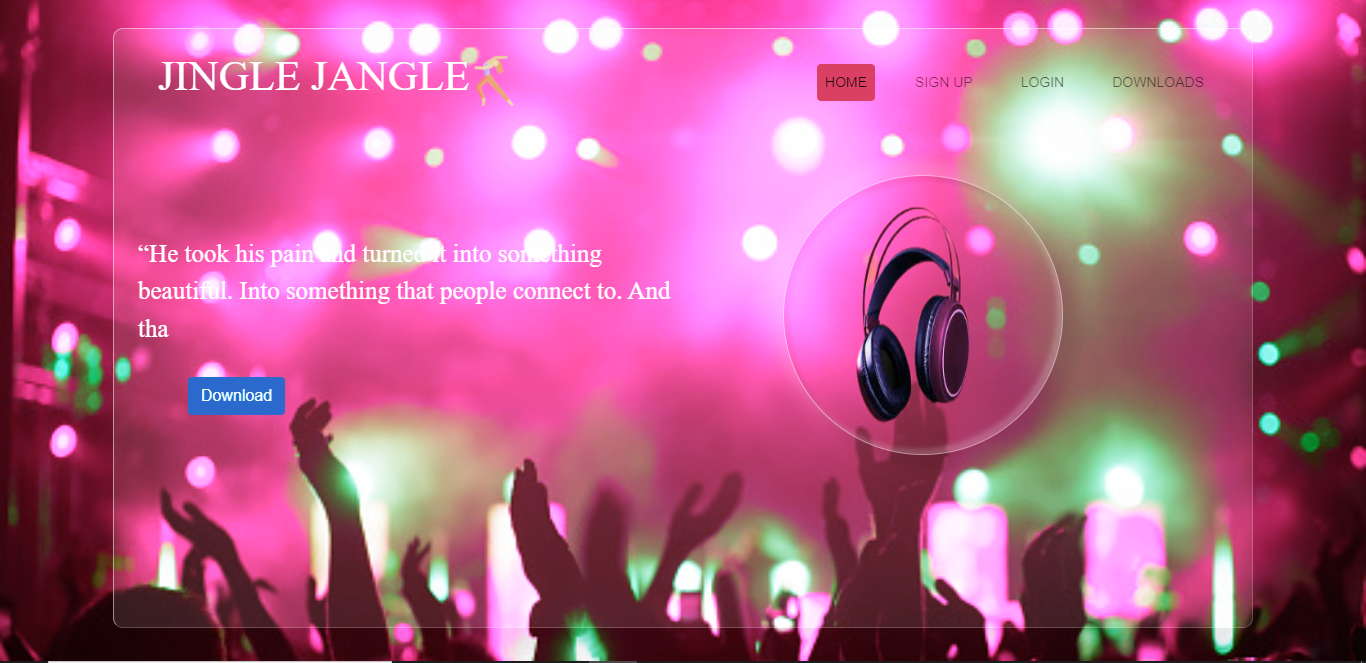 JINGLE JANGLE
HOME
SIGN UP
LOGIN
DOWNLOADS
“He took his pain and turned it into something
beautiful. Into something that people connect to. And
tha
Download